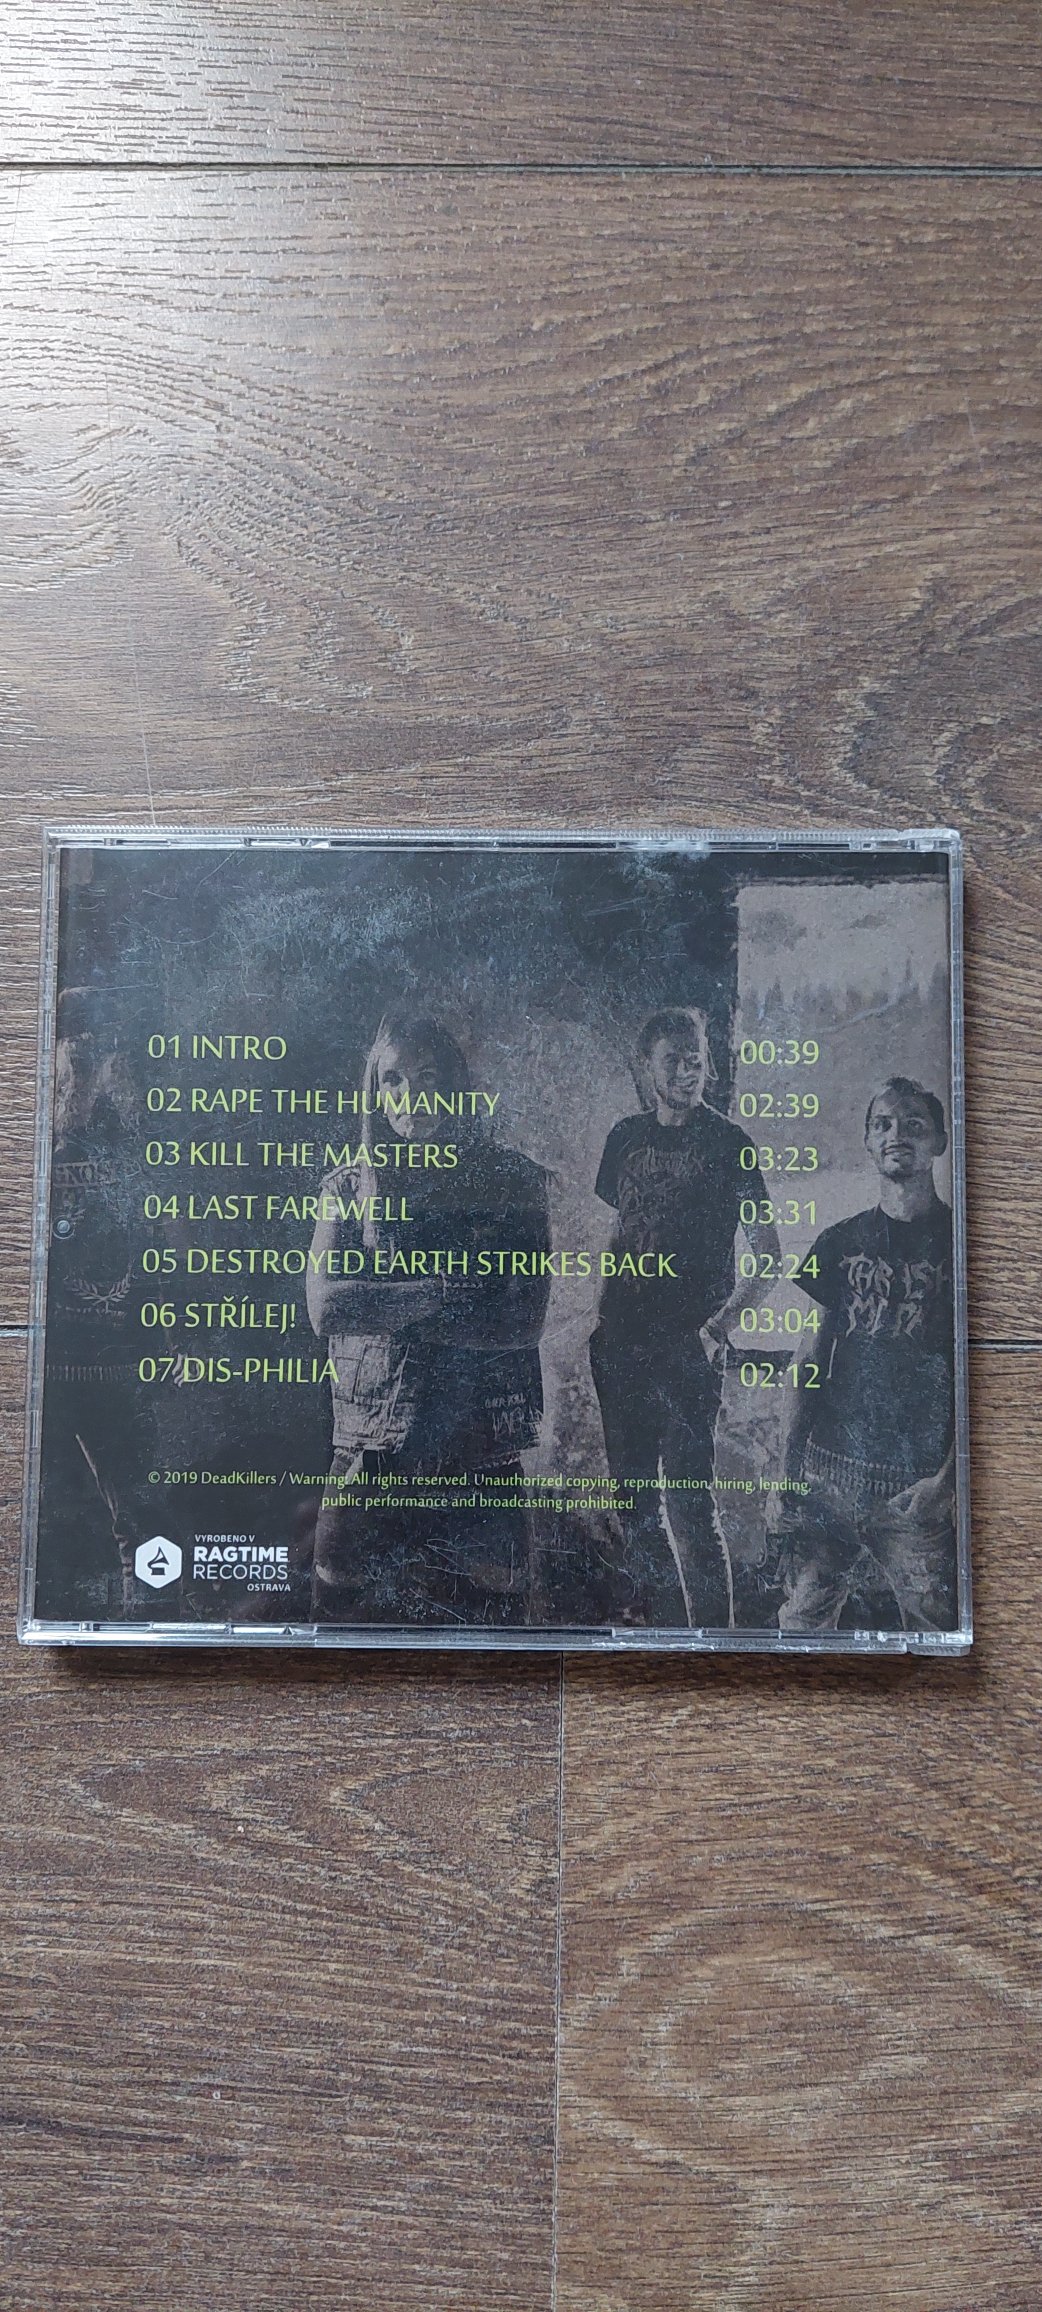 01 INTRO 00:39
02 RAPE THE HUMANITY 02:39
03 KILL THE MASTERS 03:23
04 LAST FAREWELL 03:31
05 DESTROYED EARTH STRIKES BACK 02:24
06 STŘÍLEJ! 03:04
07 DIS-PHILIA 02:12
© 2019 DeadKillers / Warning: All rights reserved. Unauthorized copying, reproduction, hiring, lending,
public performance and broadcasting prohibited.
VYROBENO V
RAGTIME
RECORDS
OSTRAVA